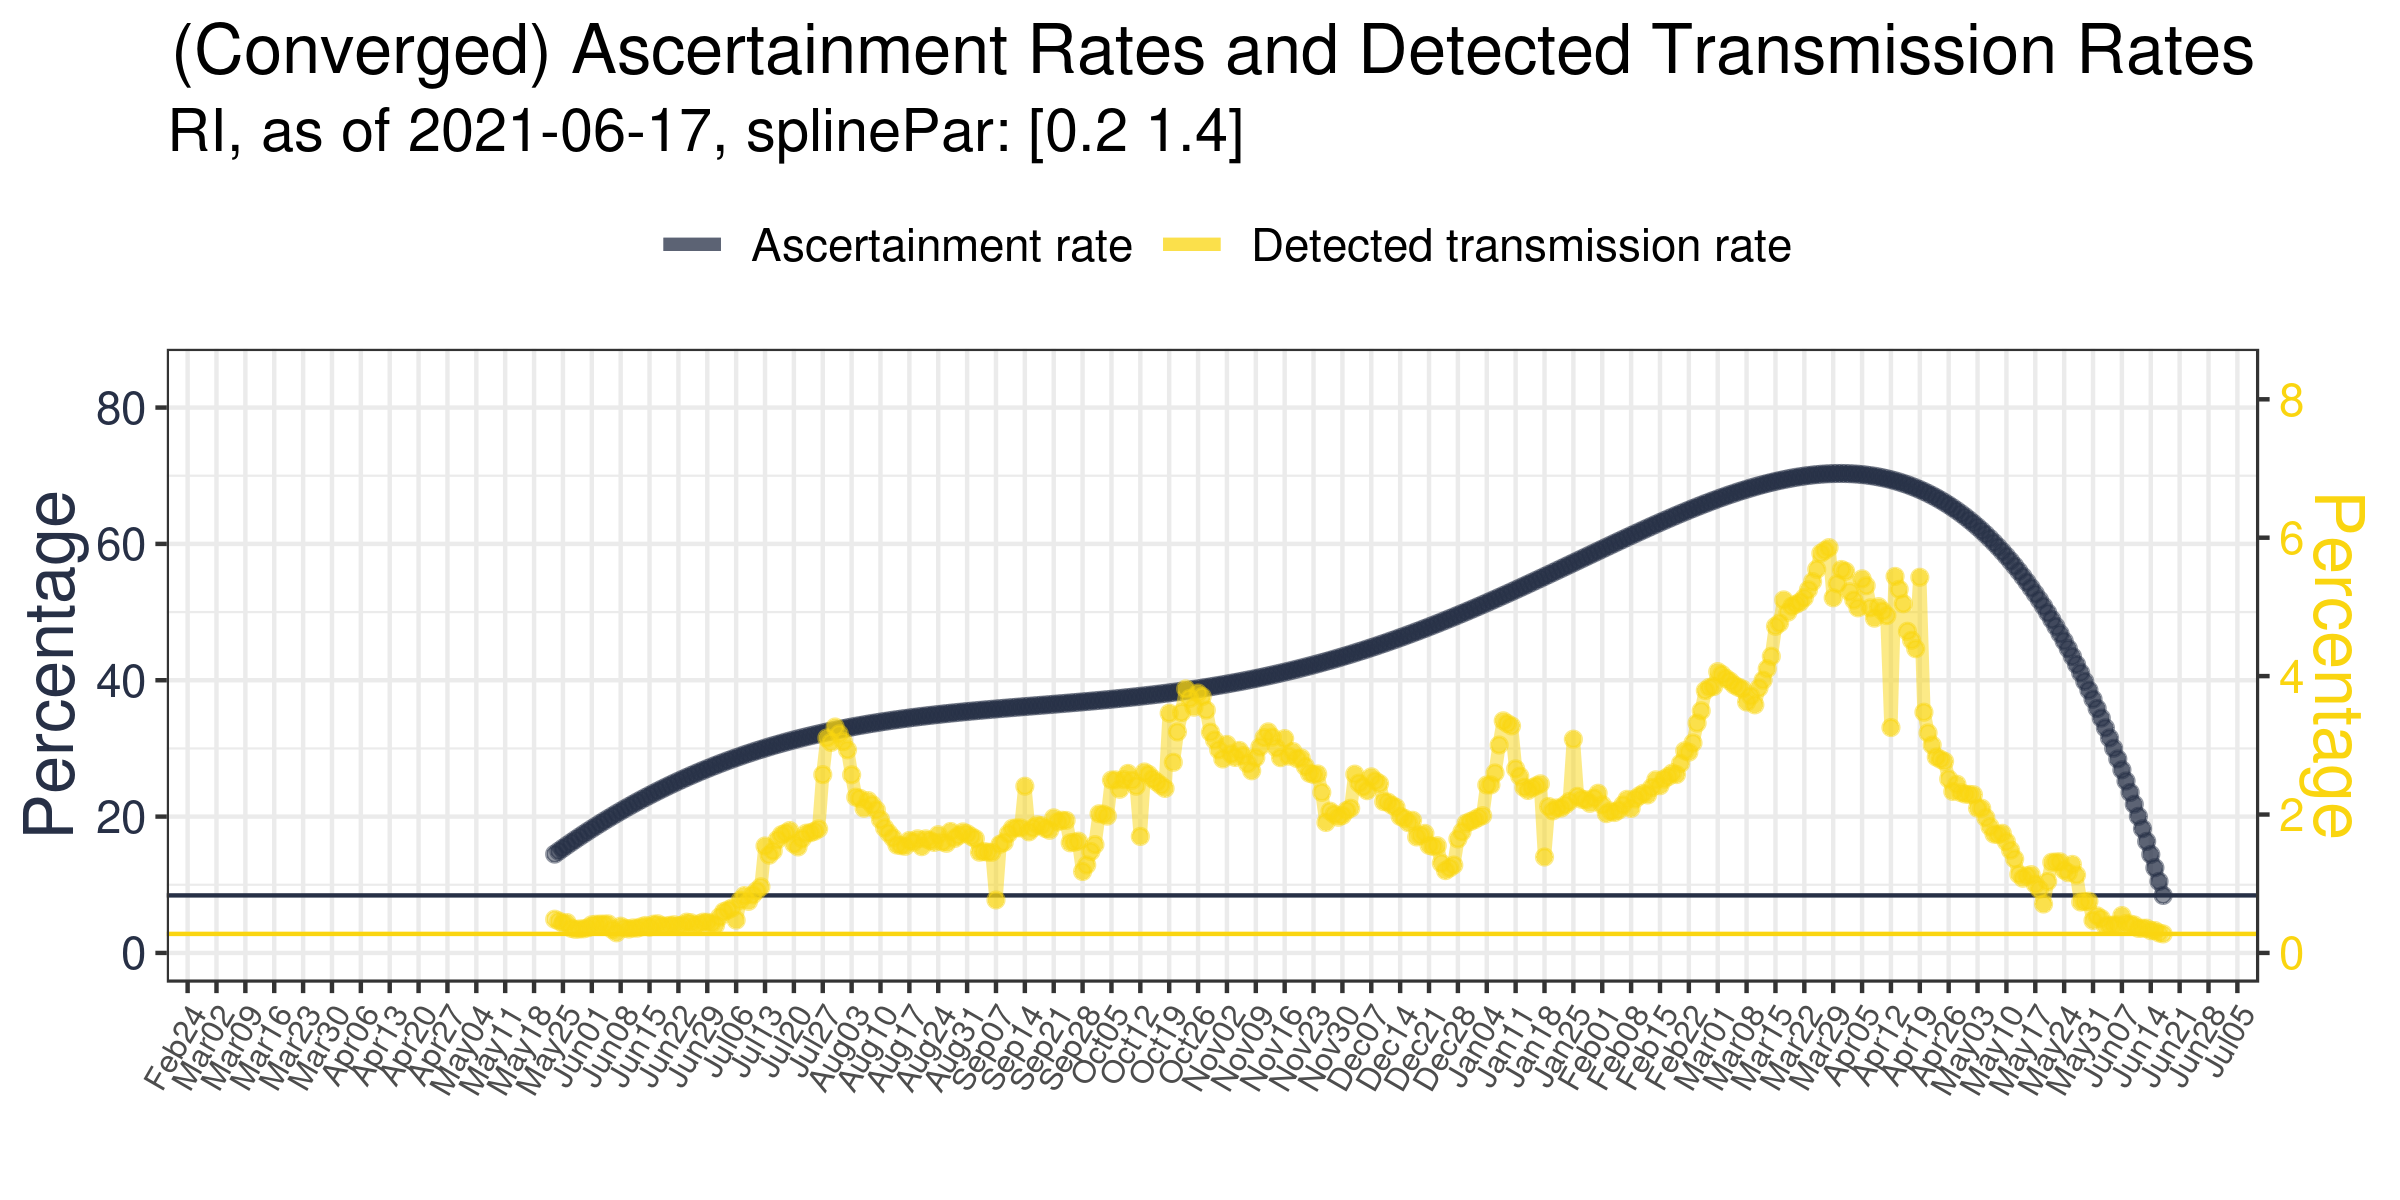 (Converged) Ascertainment Rates and Detected Transmission Rates
RI, as of 2021-06-17, splinePar: [0.2 1.4]
Ascertainment rate Detected transmission rate
Percentage
80
60
40
20
0
8
6
4
2
0
Percentage
Feb24
Mar02
Mar09
Mar16
Mar23
Mar30
Apr06
Apr13
Apr20
Apr27
May04
May11
May18
May25
Jun01
Jun08
Jun15
Jun22
Jun29
Jul06
Jul13
Jul20
Jul27
Aug03
Aug10
Aug17
Aug24
Aug31
Sep07
Sep14
Sep21
Sep28
Oct05
Oct12
Oct19
Oct26
Nov02
Nov09
Nov16
Nov23
Nov30
Dec07
Dec14
Dec21
Dec28
Jan04
Jan11
Jan18
Jan25
Feb01
Feb08
Feb15
Feb22
Mar01
Mar08
Mar15
Mar22
Mar29
Apr05
Apr12
Apr19
Apr26
May03
May10
May17
May24
May31
Jun07
Jun14
Jun21
Jun28
Jul05